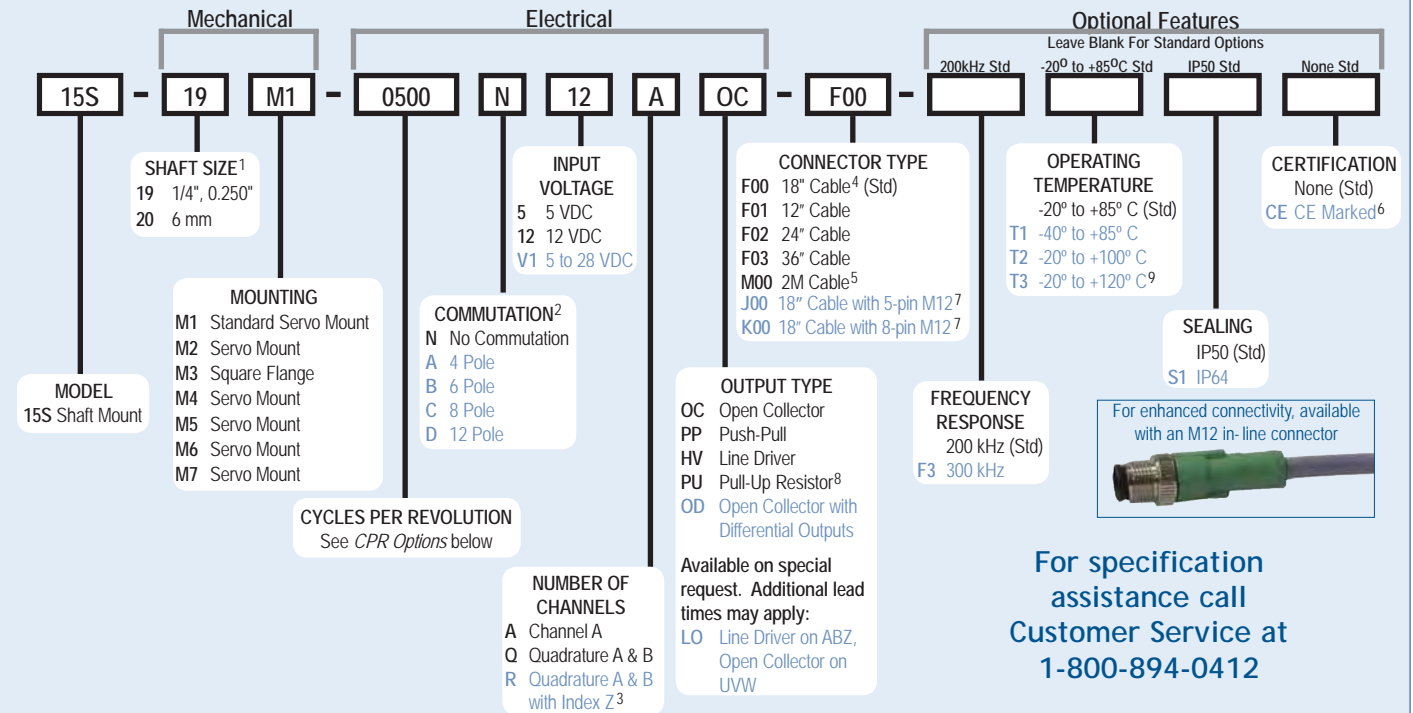 Mechanical
Electrical
Optional Features
Leave Blank For Standard Options
200kHz Std
-20⁰ to +85⁰C Std
IP50 Std
None Std
15S - 19 M1 - 0500 N 12 A OC - F00 -
MODEL
15S Shaft Mount
SHAFT SIZE¹
19 1/4", 0.250"
20 6 mm
MOUNTING
M1 Standard Servo Mount
M2 Servo Mount
M3 Square Flange
M4 Servo Mount
M5 Servo Mount
M6 Servo Mount
M7 Servo Mount
CYCLES PER REVOLUTION
See CPR Options below
COMMUTATION²
N No Commutation
A 4 Pole
B 6 Pole
C 8 Pole
D 12 Pole
INPUT
VOLTAGE
5 5 VDC
12 12 VDC
V1 5 to 28 VDC
NUMBER OF
CHANNELS
A Channel A
Q Quadrature A & B
R Quadrature A & B
with Index Z³
OUTPUT TYPE
OC Open Collector
PP Push-Pull
HV Line Driver
PU Pull-Up Resistor⁸
OD Open Collector with
Differential Outputs
Available on special
request. Additional lead
times may apply:
LO Line Driver on ABZ,
Open Collector on
UVW
CONNECTOR TYPE
F00 18" Cable⁴ (Std)
F01 12" Cable
F02 24" Cable
F03 36" Cable
M00 2M Cable⁵
J00 18″ Cable with 5-pin M12⁷
K00 18″ Cable with 8-pin M12⁷
FREQUENCY
RESPONSE
200 kHz (Std)
F3 300 kHz
OPERATING
TEMPERATURE
-20º to +85º C (Std)
T1 -40º to +85º C
T2 -20º to +100º C
T3 -20º to +120º C⁹
SEALING
IP50 (Std)
S1 IP64
CERTIFICATION
None (Std)
CE CE Marked⁶
For enhanced connectivity, available
with an M12 in-line connector
For specification
assistance call
Customer Service at
1-800-894-0412